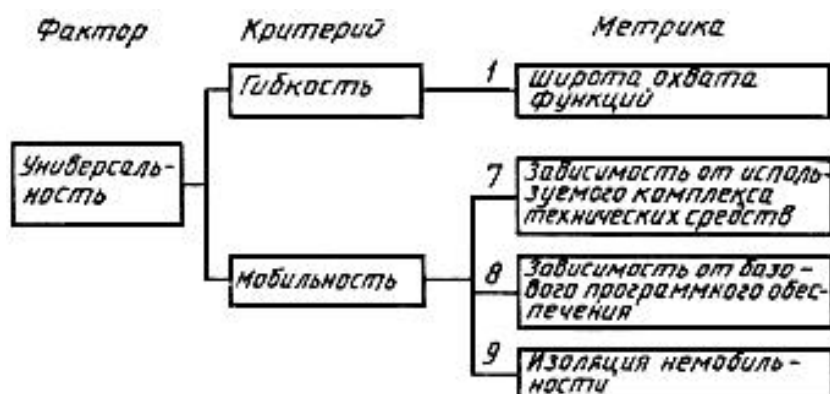 Фактор Критерий Метрика
Гибкость 1 Широта охвата
функций
Универсаль-
ность
7 Зависимость от исполь-
зуемого комплекса
технических средств
Мобильность 8 Зависимость от базо-
вого программного обес-
печения
9 Изоляция немобиль-
ности